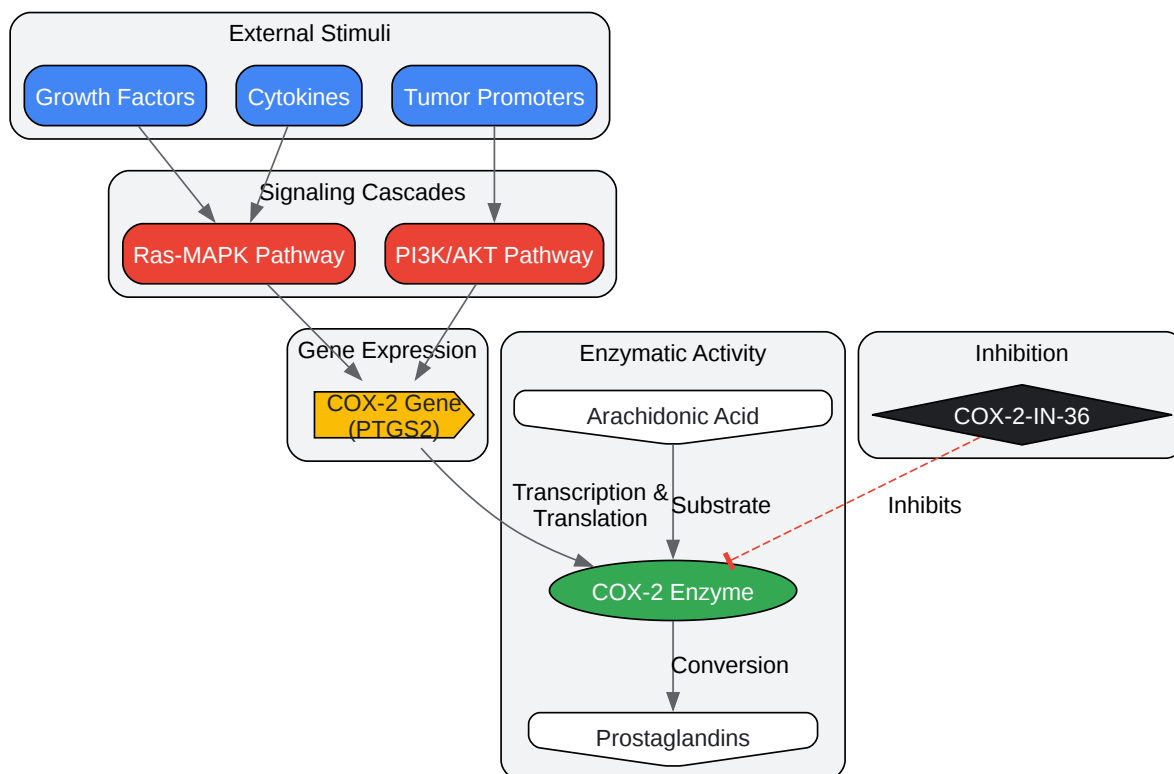 External Stimuli
Growth Factors
Cytokines
Tumor Promoters
Signaling Cascades
Ras-MAPK Pathway
PI3K/AKT Pathway
Gene Expression
COX-2 Gene
(PTGS2)
Enzymatic Activity
Arachidonic Acid
Inhibition
COX-2-IN-36
Transcription &
Translation
Substrate
Inhibits
COX-2 Enzyme
Conversion
Prostaglandins